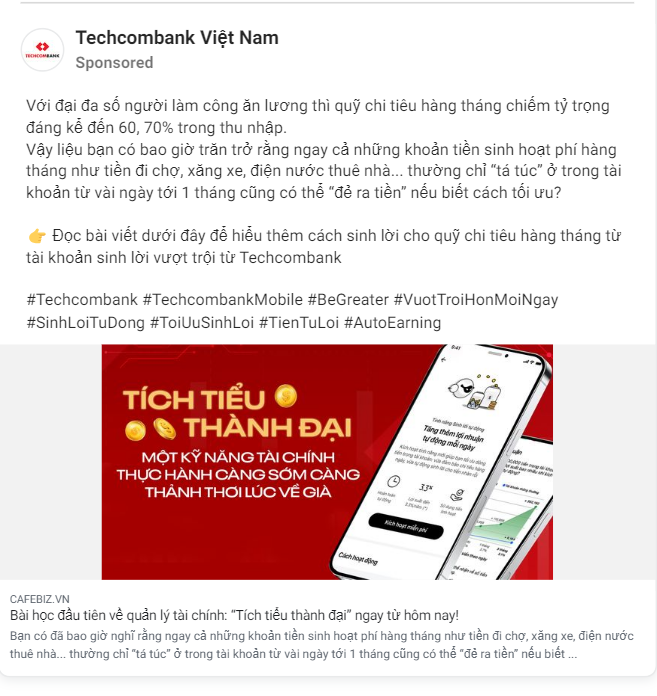 TECHCOMBANK
Techcombank Việt Nam
Sponsored
Với đại đa số người làm công ăn lương thì quỹ chi tiêu hàng tháng chiếm tỷ trọng
đáng kể đến 60, 70% trong thu nhập.
Vậy liệu bạn có bao giờ trăn trở rằng ngay cả những khoản tiền sinh hoạt phí hàng
tháng như tiền đi chợ, xăng xe, điện nước thuê nhà... thường chỉ “tá túc” ở trong tài
khoản từ vài ngày tới 1 tháng cũng có thể “đẻ ra tiền” nếu biết cách tối ưu?
👉 Đọc bài viết dưới đây để hiểu thêm cách sinh lời cho quỹ chi tiêu hàng tháng từ
tài khoản sinh lời vượt trội từ Techcombank
#Techcombank #TechcombankMobile #BeGreater #VuotTroiHonMoiNgay
#SinhLoiTuDong #ToiUuSinhLoi #TienTuLoi #AutoEarning
TÍCH TIỂU
THÀNH ĐẠI
MỘT KỸ NĂNG TÀI CHÍNH
THỰC HÀNH CÀNG SỚM CÀNG
THẢNH THƠI LÚC VỀ GIÀ
9:41
Tính năng Sinh lời tự động
Tăng thêm lợi nhuận
tự động mỗi ngày
Kích hoạt miễn phí
Cách hoạt động
CAFEBIZ.VN
Bài học đầu tiên về quản lý tài chính: “Tích tiểu thành đại” ngay từ hôm nay!
Bạn có đã bao giờ nghĩ rằng ngay cả những khoản tiền sinh hoạt phí hàng tháng như tiền đi chợ, xăng xe, điện nước
thuê nhà... thường chỉ “tá túc” ở trong tài khoản từ vài ngày tới 1 tháng cũng có thể “đẻ ra tiền” nếu biết ...